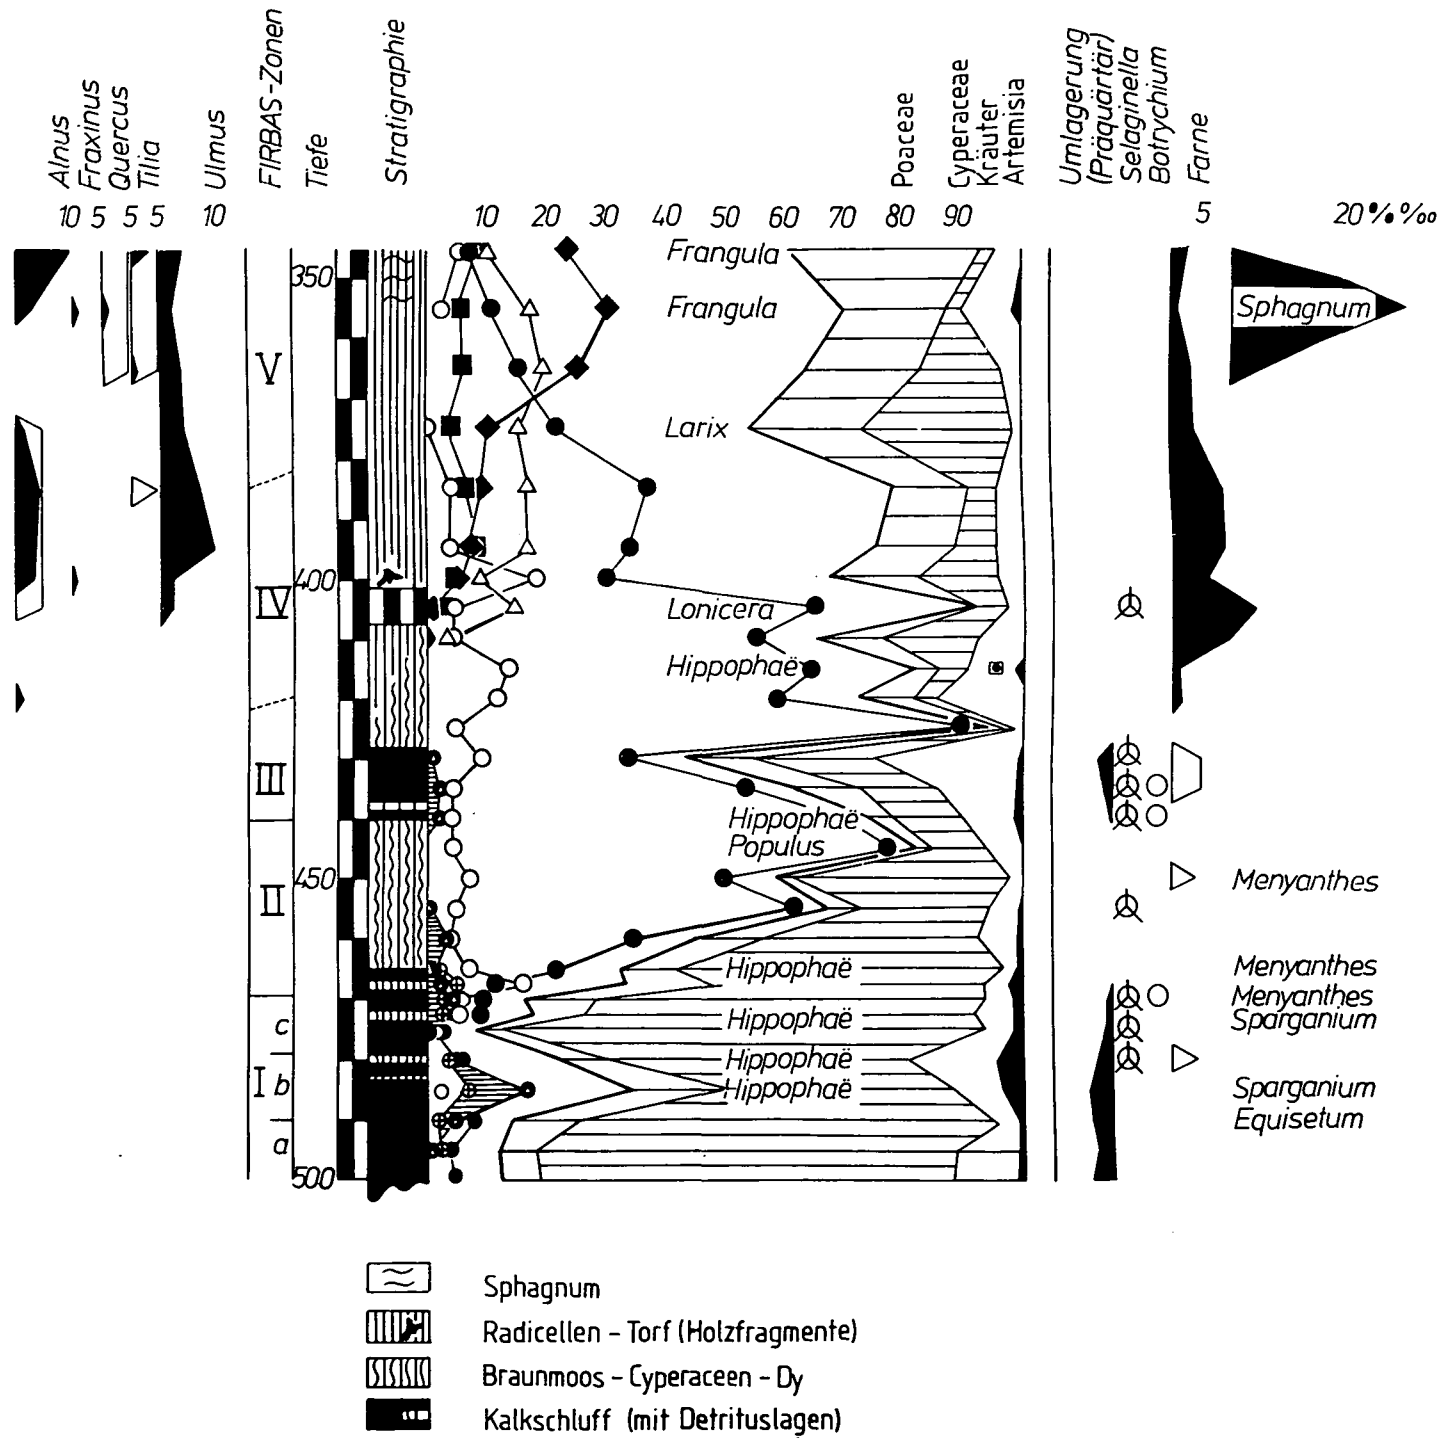 Alnus
Fraxinus
Quercus
Tilia
Ulmus
FIRBAS-Zonen
Tiefe
Stratigraphie
Poaceae
Cyperaceae
Kräuter
Artemisia
Umlagerung
(Präquärtär)
Selaginella
Botrychium
Farne
10 5 5 5 10
10 20 30 40 50 60 70 80 90
5 20 % ‰
Frangula
350
Frangula
Sphagnum
V
Larix
400
IV
Lonicera
Hippophaë
III
Hippophaë
Populus
450
Menyanthes
II
Hippophaë
Menyanthes
Menyanthes
c
Hippophaë
Sparganium
Hippophaë
I b
Hippophaë
Sparganium
Equisetum
a
500
Sphagnum
Radicellen - Torf (Holzfragmente)
Braunmoos - Cyperaceen - Dy
Kalkschluff (mit Detrituslagen)